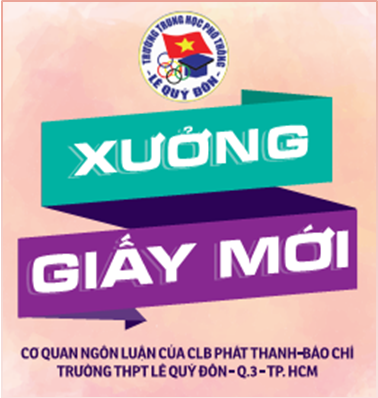 TRƯỜNG TRUNG HỌC PHỔ THÔNG
- LÊ QUÝ ĐÔN -
XƯỞNG
GIẤY MỚI
CƠ QUAN NGÔN LUẬN CỦA CLB PHÁT THANH-BÁO CHÍ
TRƯỜNG THPT LÊ QUÝ ĐÔN - Q.3 - TP. HCM